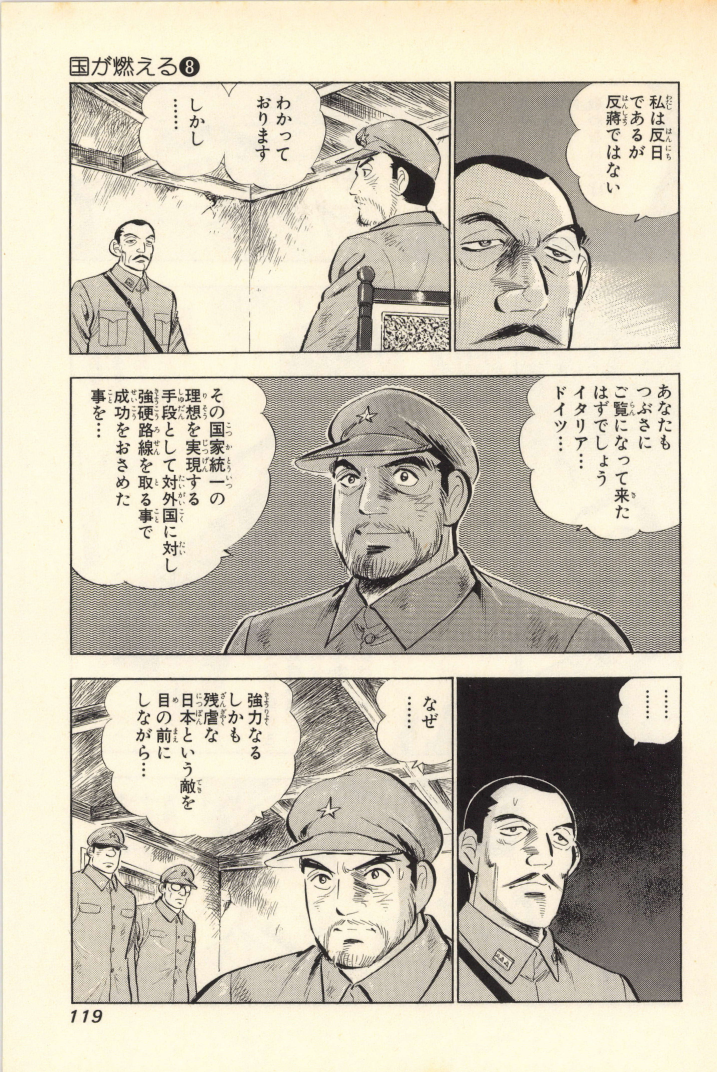 国が燃える❽
私は反日
であるが
反蔣ではない
わかって
おります
しかし
……
あなたも
つぶさに
ご覧になって来た
はずでしょう
イタリア…
ドイツ…
その国家統一の
理想を実現する
手段として対外国に対し
強硬路線を取る事で
成功をおさめた
事を…
……
……
なぜ
……
強力なる
しかも
残虐な
日本という敵を
目の前に
しながら…
119